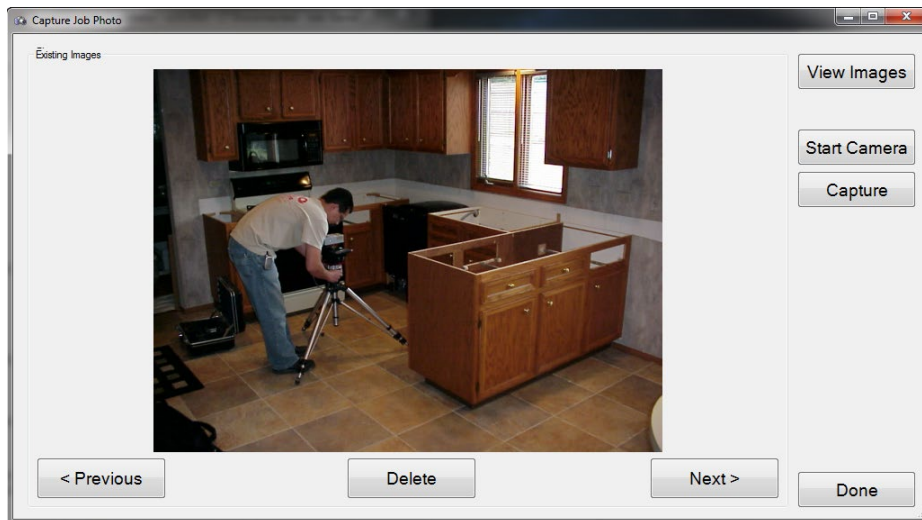 Capture Job Photo
Existing Images
View Images
Start Camera
Capture
< Previous
Delete
Next >
Done